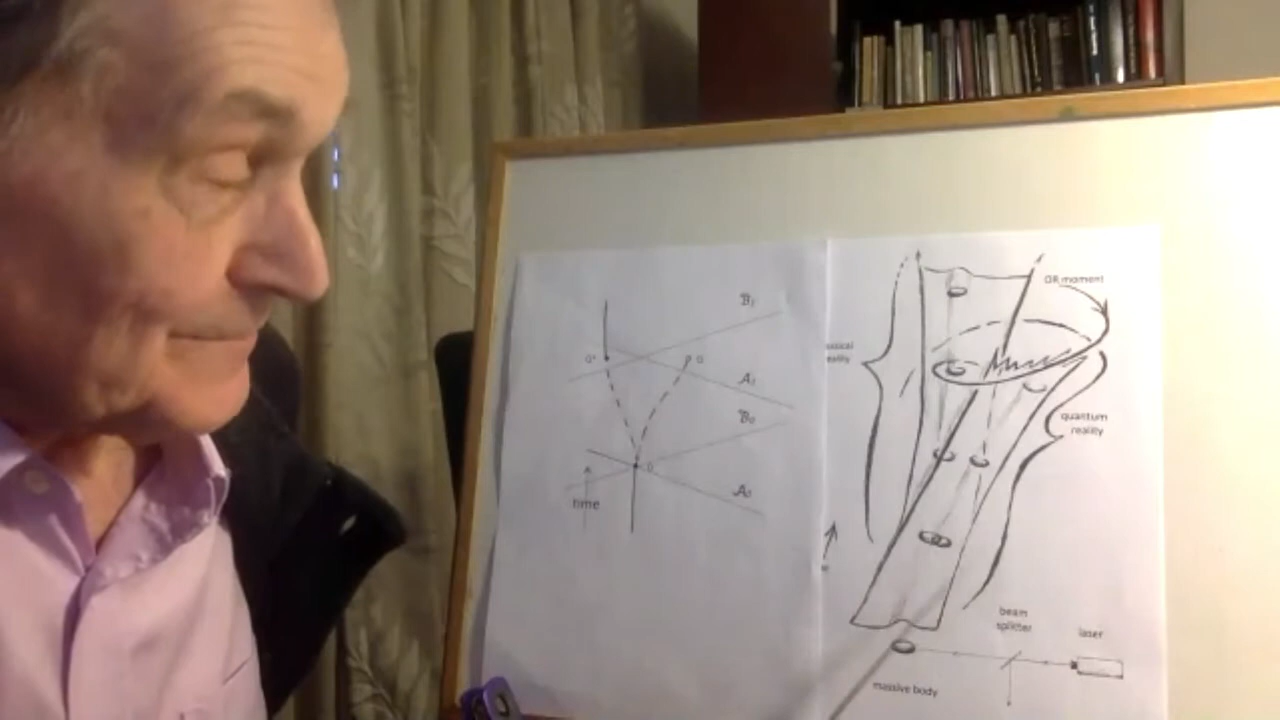 B₁
A₁
B₀
A₀
time
OR moment
quantum
reality
beam
splitter
laser
massive body